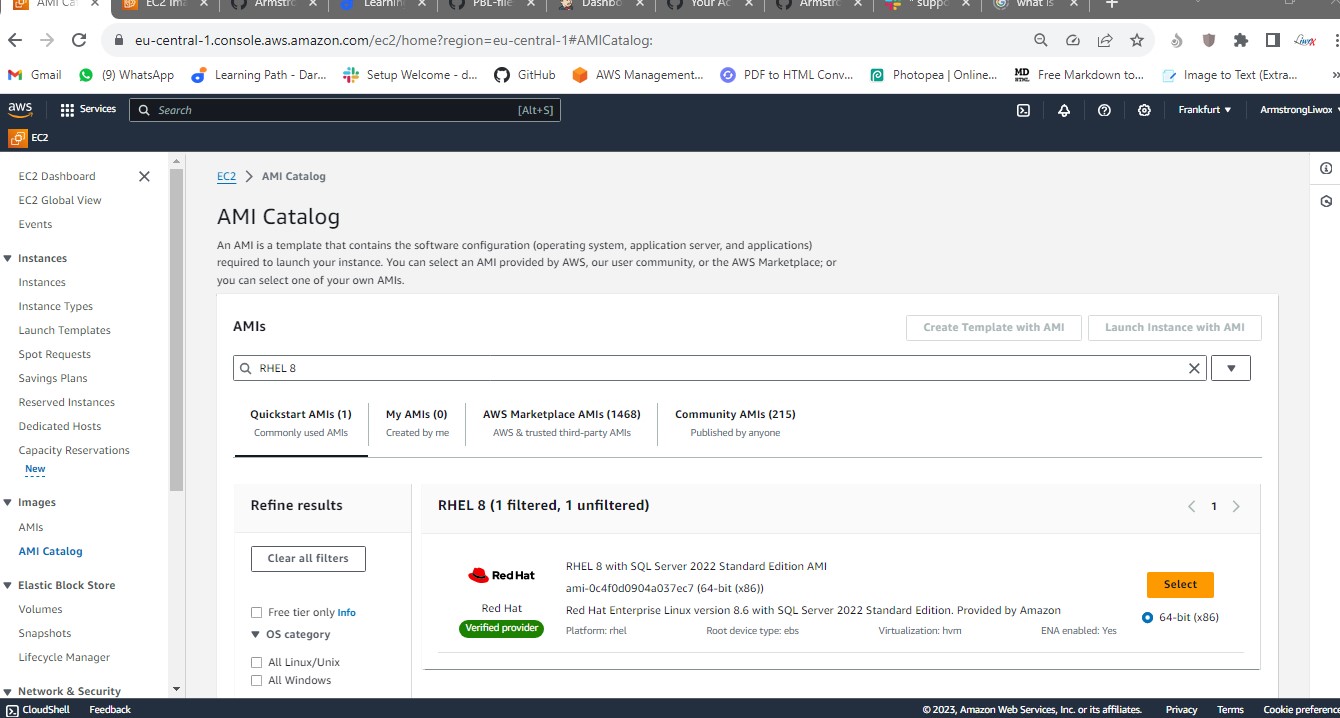 AMI Cat
EC2 Ima
Armstro
Learnin
PBL-file
Dashbo
Your Ac
Armstro
* suppo
what is
eu-central-1.console.aws.amazon.com/ec2/home?region=eu-central-1#AMICatalog:
Gmail
(9) WhatsApp
Learning Path - Dar...
Setup Welcome - d...
GitHub
AWS Management...
PDF to HTML Conv...
Photopea | Online...
Free Markdown to...
Image to Text (Extra...
aws
Services
Search
[Alt+S]
Frankfurt
ArmstrongLiwox
EC2
EC2 Dashboard
EC2 Global View
Events
Instances
Instances
Instance Types
Launch Templates
Spot Requests
Savings Plans
Reserved Instances
Dedicated Hosts
Capacity Reservations
New
Images
AMIs
AMI Catalog
Elastic Block Store
Volumes
Snapshots
Lifecycle Manager
Network & Security
EC2 > AMI Catalog
AMI Catalog
An AMI is a template that contains the software configuration (operating system, application server, and applications)
required to launch your instance. You can select an AMI provided by AWS, our user community, or the AWS Marketplace; or
you can select one of your own AMIs.
AMIs
Create Template with AMI
Launch Instance with AMI
RHEL 8
Quickstart AMIs (1)
Commonly used AMIs
My AMIs (0)
Created by me
AWS Marketplace AMIs (1468)
AWS & trusted third-party AMIs
Community AMIs (215)
Published by anyone
Refine results
Clear all filters
Free tier only Info
OS category
All Linux/Unix
All Windows
RHEL 8 (1 filtered, 1 unfiltered)
1
Red Hat
Red Hat
Verified provider
RHEL 8 with SQL Server 2022 Standard Edition AMI
ami-0c4f0d0904a037ec7 (64-bit (x86))
Red Hat Enterprise Linux version 8.6 with SQL Server 2022 Standard Edition. Provided by Amazon
Platform: rhel
Root device type: ebs
Virtualization: hvm
ENA enabled: Yes
Select
64-bit (x86)
CloudShell
Feedback
© 2023, Amazon Web Services, Inc. or its affiliates.
Privacy
Terms
Cookie preference